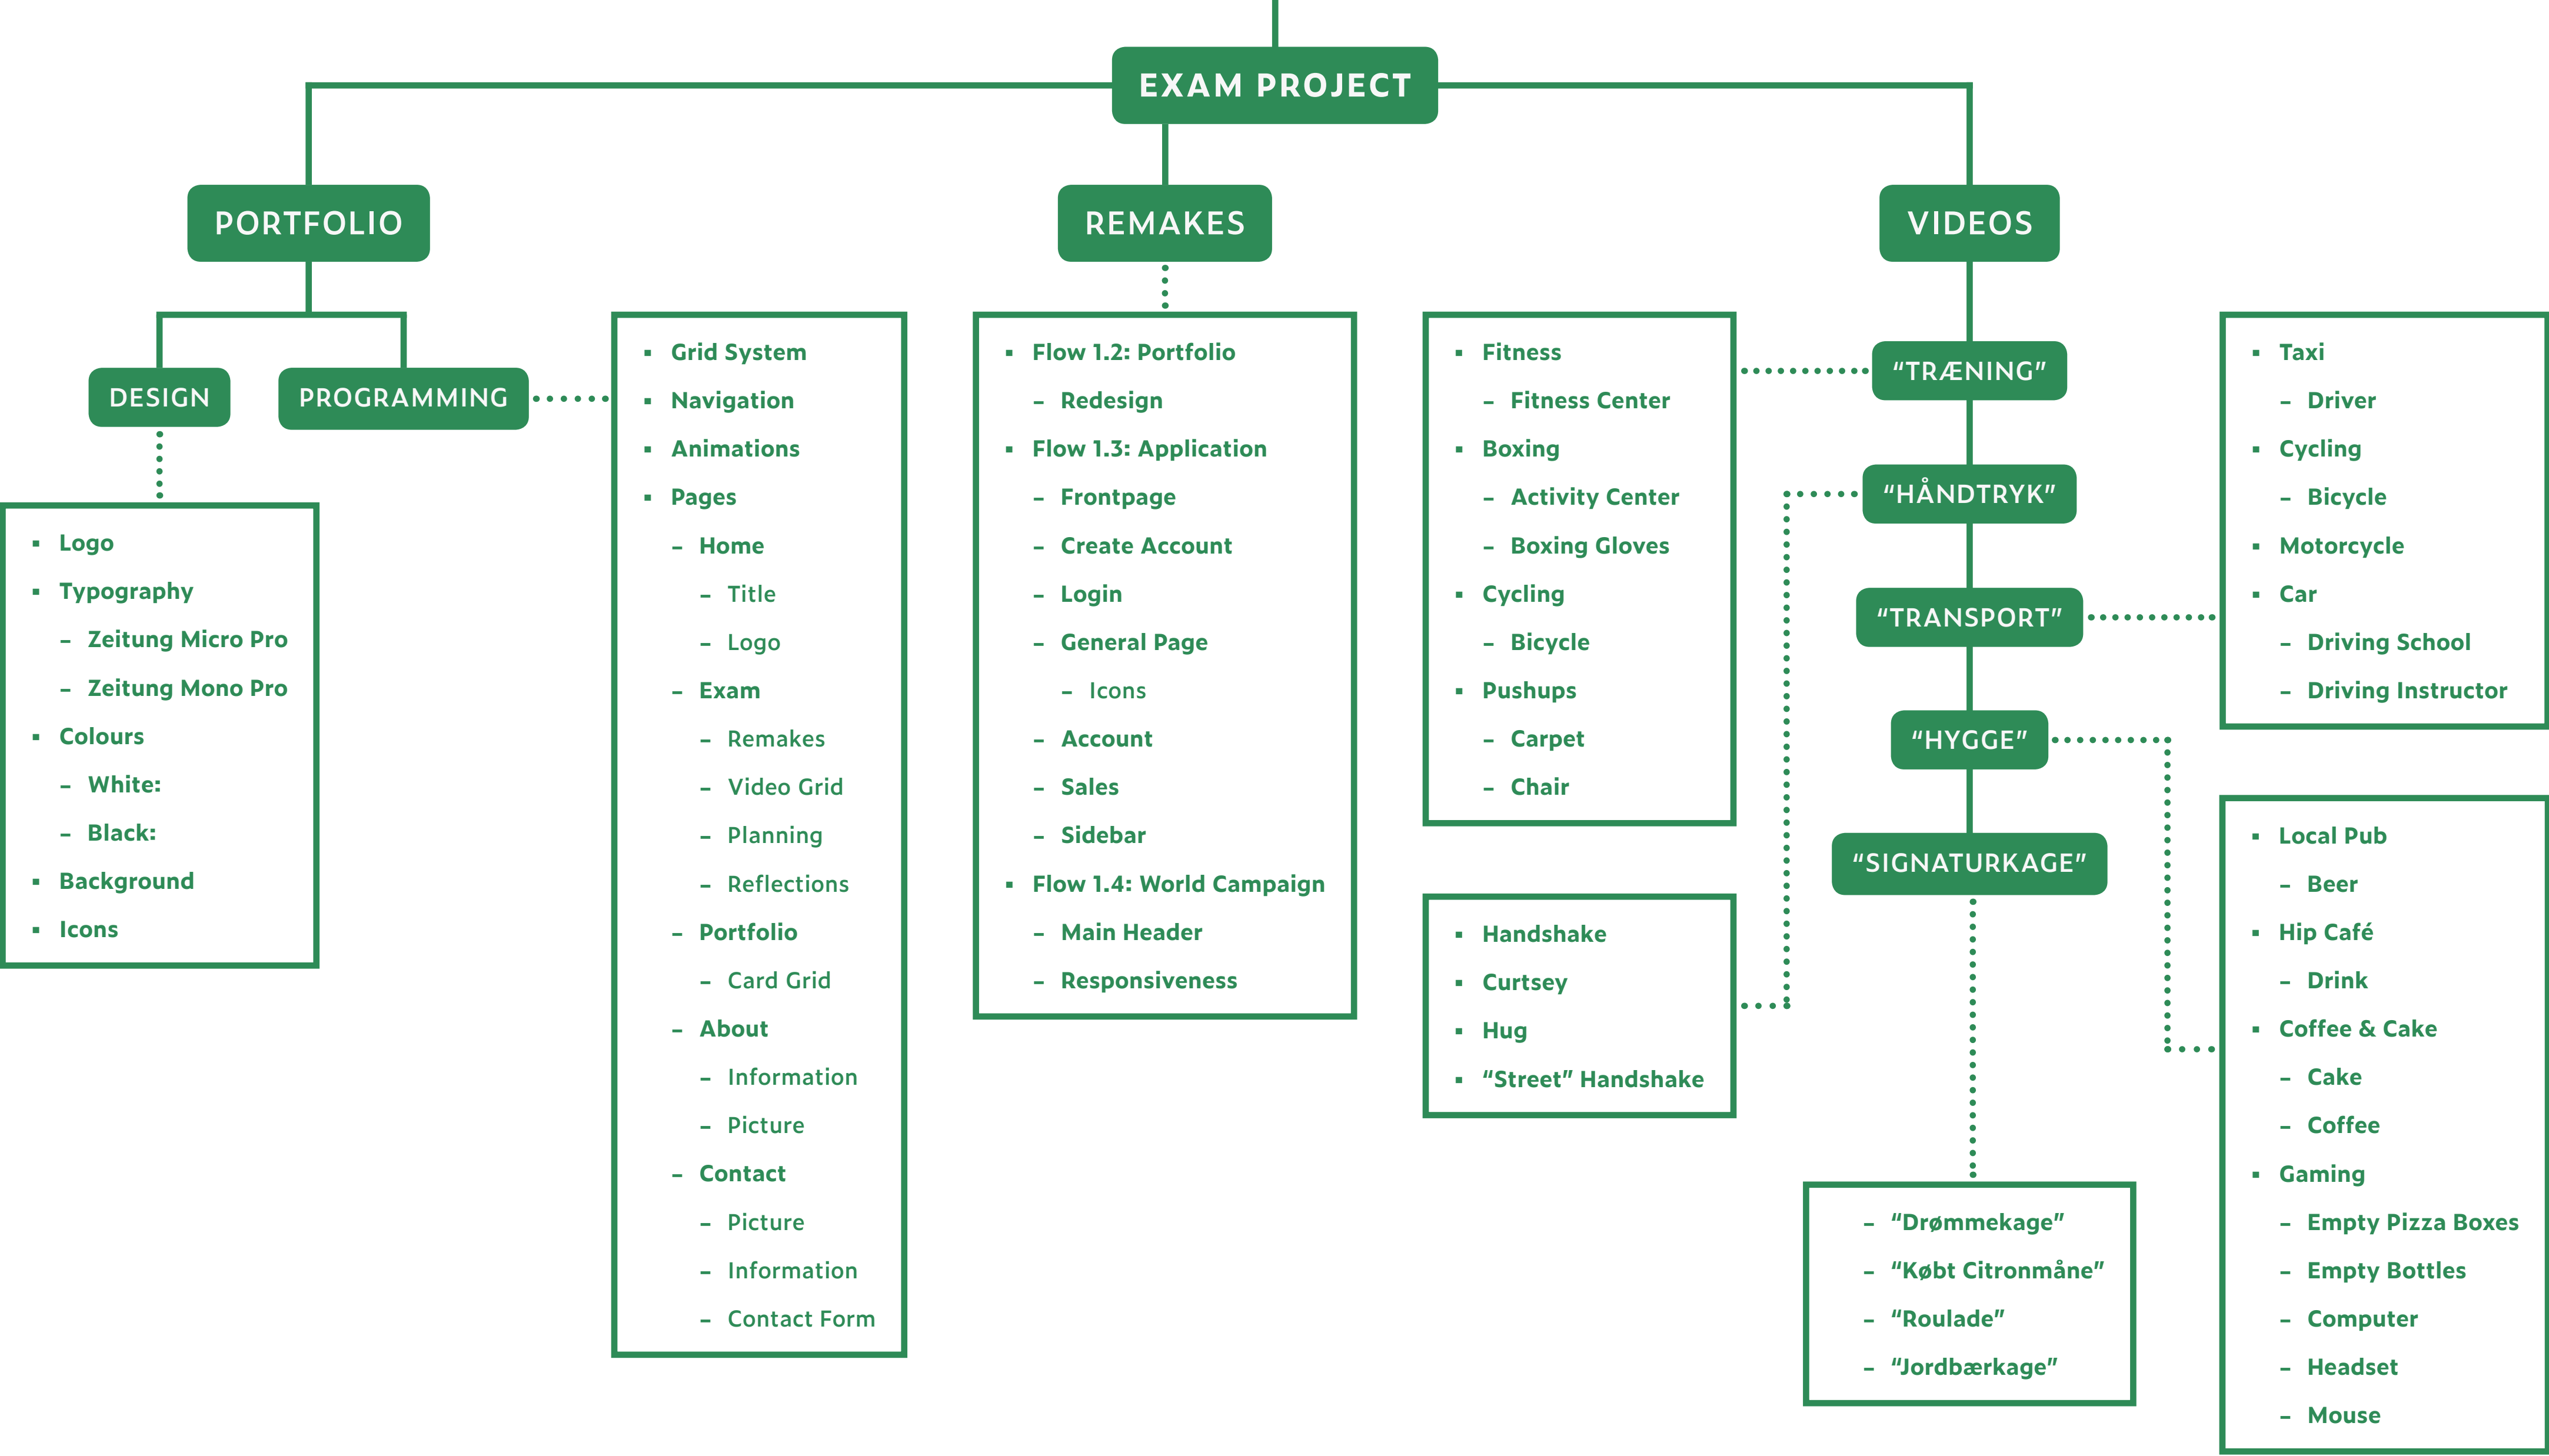 EXAM PROJECT
PORTFOLIO
REMAKES
VIDEOS
DESIGN
PROGRAMMING
▪ Logo
▪ Typography
– Zeitung Micro Pro
– Zeitung Mono Pro
▪ Colours
– White:
– Black:
▪ Background
▪ Icons
▪ Grid System
▪ Navigation
▪ Animations
▪ Pages
– Home
– Title
– Logo
– Exam
– Remakes
– Video Grid
– Planning
– Reflections
– Portfolio
– Card Grid
– About
– Information
– Picture
– Contact
– Picture
– Information
– Contact Form
▪ Flow 1.2: Portfolio
– Redesign
▪ Flow 1.3: Application
– Frontpage
– Create Account
– Login
– General Page
– Icons
– Account
– Sales
– Sidebar
▪ Flow 1.4: World Campaign
– Main Header
– Responsiveness
“TRÆNING”
▪ Fitness
– Fitness Center
▪ Boxing
– Activity Center
– Boxing Gloves
▪ Cycling
– Bicycle
▪ Pushups
– Carpet
– Chair
“HÅNDTRYK”
▪ Handshake
▪ Curtsey
▪ Hug
▪ “Street” Handshake
“TRANSPORT”
▪ Taxi
– Driver
▪ Cycling
– Bicycle
▪ Motorcycle
▪ Car
– Driving School
– Driving Instructor
“HYGGE”
▪ Local Pub
– Beer
▪ Hip Café
– Drink
▪ Coffee & Cake
– Cake
– Coffee
▪ Gaming
– Empty Pizza Boxes
– Empty Bottles
– Computer
– Headset
– Mouse
“SIGNATURKAGE”
– “Drømmekage”
– “Købt Citronmåne”
– “Roulade”
– “Jordbærkage”